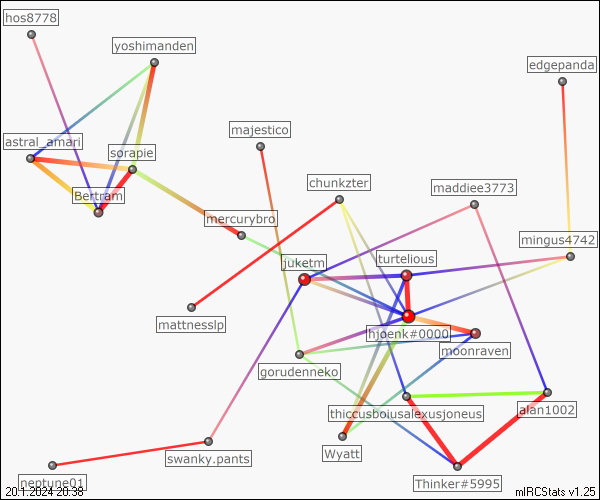 hos8778
yoshimanden
edgepanda
majestico
astral_amari
sorapie
chunkzter
maddiee3773
Bertram
mercurybro
mingus4742
juketm
turtelious
mattnesslp
hjoenk#0000
moonraven
gorudenneko
thiccusboiusalexusjoneus
alan1002
Wyatt
swanky.pants
neptune01
Thinker#5995
20.1.2024 20:38
mIRCStats v1.25